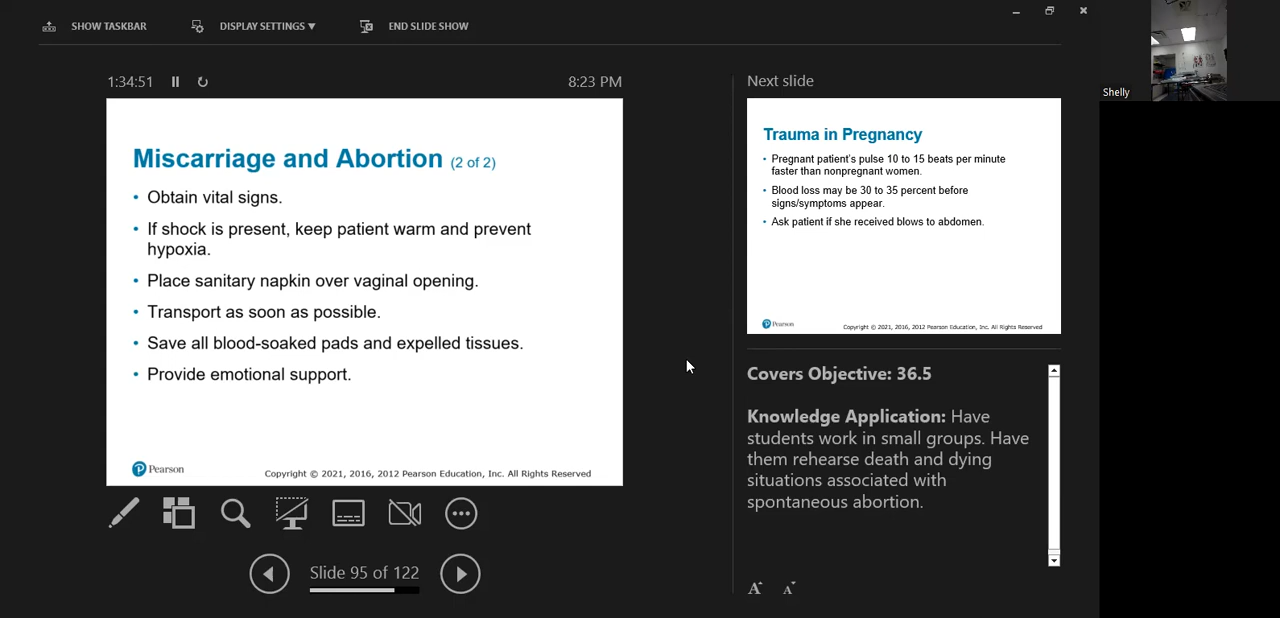 SHOW TASKBAR
DISPLAY SETTINGS ▼
END SLIDE SHOW
1:34:51
8:23 PM
Miscarriage and Abortion (2 of 2)
• Obtain vital signs.
• If shock is present, keep patient warm and prevent
hypoxia.
• Place sanitary napkin over vaginal opening.
• Transport as soon as possible.
• Save all blood-soaked pads and expelled tissues.
• Provide emotional support.
Pearson
Copyright © 2021, 2016, 2012 Pearson Education, Inc. All Rights Reserved
Slide 95 of 122
Next slide
Trauma in Pregnancy
• Pregnant patient's pulse 10 to 15 beats per minute
faster than nonpregnant women.
• Blood loss may be 30 to 35 percent before
signs/symptoms appear.
• Ask patient if she received blows to abdomen.
Pearson
Copyright © 2021, 2016, 2012 Pearson Education, Inc. All Rights Reserved
Covers Objective: 36.5
Knowledge Application: Have
students work in small groups. Have
them rehearse death and dying
situations associated with
spontaneous abortion.
A A
Shelly